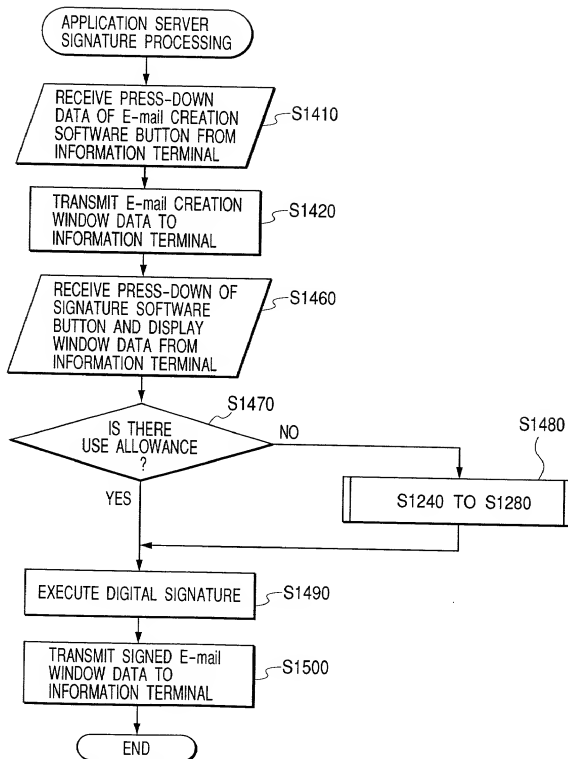 APPLICATION SERVER
SIGNATURE PROCESSING
RECEIVE PRESS-DOWN
DATA OF E-mail CREATION
SOFTWARE BUTTON FROM
INFORMATION TERMINAL
S1410
TRANSMIT E-mail CREATION
WINDOW DATA TO
INFORMATION TERMINAL
S1420
RECEIVE PRESS-DOWN OF
SIGNATURE SOFTWARE
BUTTON AND DISPLAY
WINDOW DATA FROM
INFORMATION TERMINAL
S1460
IS THERE
USE ALLOWANCE
?
S1470
NO
YES
S1480
S1240 TO S1280
EXECUTE DIGITAL SIGNATURE
S1490
TRANSMIT SIGNED E-mail
WINDOW DATA TO
INFORMATION TERMINAL
S1500
END